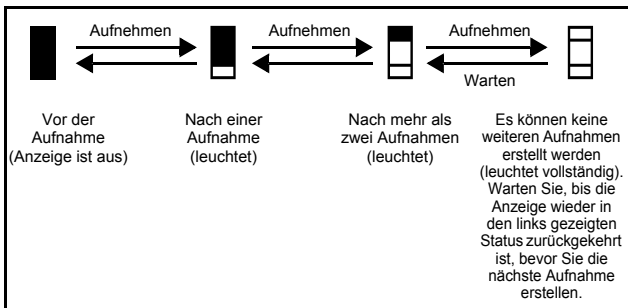 Aufnehmen
Aufnehmen
Aufnehmen
Warten
Vor der
Aufnahme
(Anzeige ist aus)
Nach einer
Aufnahme
(leuchtet)
Nach mehr als
zwei Aufnahmen
(leuchtet)
Es können keine
weiteren Aufnahmen
erstellt werden
(leuchtet vollständig).
Warten Sie, bis die
Anzeige wieder in
den links gezeigten
Status zurückgekehrt
ist, bevor Sie die
nächste Aufnahme
erstellen.